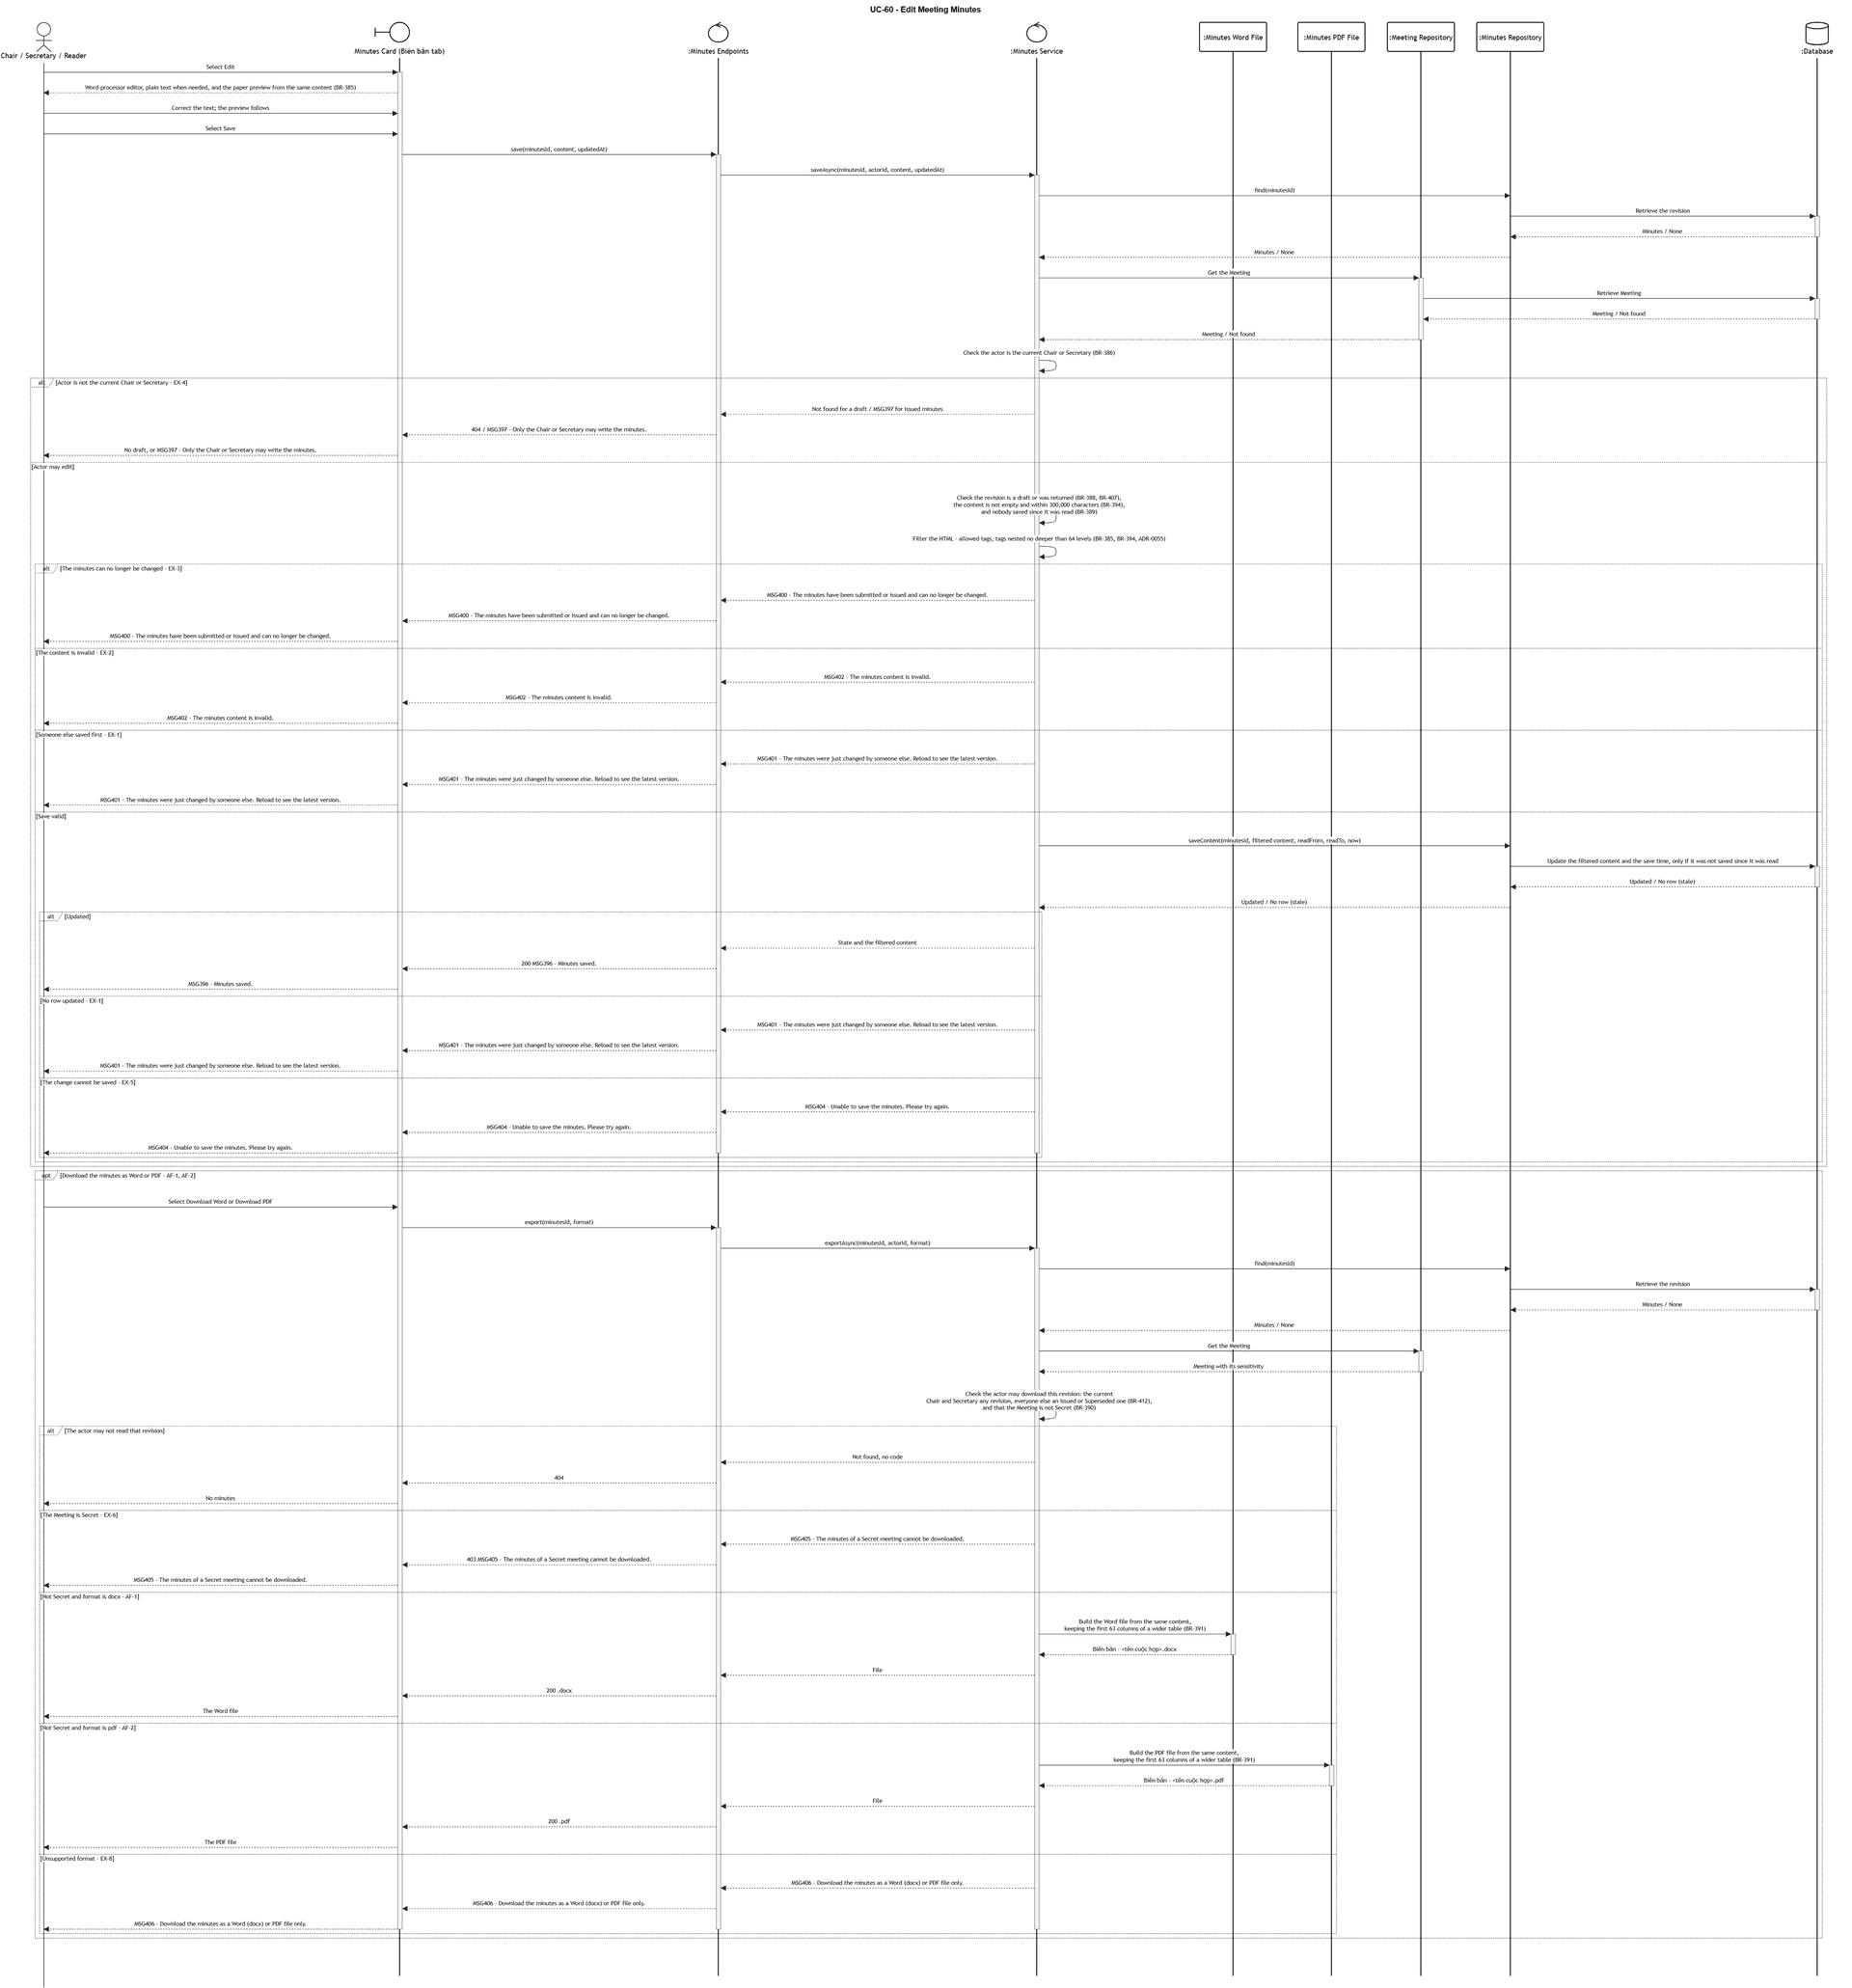 UC-60 - Edit Meeting Minutes
Chair / Secretary / Reader
Minutes Card (Biên bản tab)
:Minutes Endpoints
:Minutes Service
:Minutes Word File
:Minutes PDF File
:Meeting Repository
:Minutes Repository
:Database
Select Edit
Word-processor editor, plain text when needed, and the paper preview from the same content (BR-385)
Correct the text; the preview follows
Select Save
save(minutesId, content, updatedAt)
saveAsync(minutesId, actorId, content, updatedAt)
find(minutesId)
Retrieve the revision
Minutes / None
Minutes / None
Get the Meeting
Retrieve Meeting
Meeting / Not found
Meeting / Not found
Check the actor is the current Chair or Secretary (BR-386)
alt
[Actor is not the current Chair or Secretary - EX-4]
Not found for a draft / MSG397 for issued minutes
404 / MSG397 - Only the Chair or Secretary may write the minutes.
No draft, or MSG397 - Only the Chair or Secretary may write the minutes.
[Actor may edit]
Check the revision is a draft or was returned (BR-388, BR-407),
the content is not empty and within 300,000 characters (BR-394),
and nobody saved since it was read (BR-389)
Filter the HTML - allowed tags, tags nested no deeper than 64 levels (BR-385, BR-394, ADR-0055)
alt
[The minutes can no longer be changed - EX-3]
MSG400 - The minutes have been submitted or issued and can no longer be changed.
MSG400 - The minutes have been submitted or issued and can no longer be changed.
MSG400 - The minutes have been submitted or issued and can no longer be changed.
[The content is invalid - EX-2]
MSG402 - The minutes content is invalid.
MSG402 - The minutes content is invalid.
MSG402 - The minutes content is invalid.
[Someone else saved first - EX-1]
MSG401 - The minutes were just changed by someone else. Reload to see the latest version.
MSG401 - The minutes were just changed by someone else. Reload to see the latest version.
MSG401 - The minutes were just changed by someone else. Reload to see the latest version.
[Save valid]
saveContent(minutesId, filtered content, readFrom, readTo, now)
Update the filtered content and the save time, only if it was not saved since it was read
Updated / No row (stale)
Updated / No row (stale)
alt
[Updated]
State and the filtered content
200 MSG396 - Minutes saved.
MSG396 - Minutes saved.
[No row updated - EX-1]
MSG401 - The minutes were just changed by someone else. Reload to see the latest version.
MSG401 - The minutes were just changed by someone else. Reload to see the latest version.
MSG401 - The minutes were just changed by someone else. Reload to see the latest version.
[The change cannot be saved - EX-5]
MSG404 - Unable to save the minutes. Please try again.
MSG404 - Unable to save the minutes. Please try again.
MSG404 - Unable to save the minutes. Please try again.
opt
[Download the minutes as Word or PDF - AF-1, AF-2]
Select Download Word or Download PDF
export(minutesId, format)
exportAsync(minutesId, actorId, format)
find(minutesId)
Retrieve the revision
Minutes / None
Minutes / None
Get the Meeting
Meeting with its sensitivity
Check the actor may download this revision: the current
Chair and Secretary any revision, everyone else an Issued or Superseded one (BR-412),
and that the Meeting is not Secret (BR-390)
alt
[The actor may not read that revision]
Not found, no code
404
No minutes
[The Meeting is Secret - EX-6]
MSG405 - The minutes of a Secret meeting cannot be downloaded.
403 MSG405 - The minutes of a Secret meeting cannot be downloaded.
MSG405 - The minutes of a Secret meeting cannot be downloaded.
[Not Secret and format is docx - AF-1]
Build the Word file from the same content,
keeping the first 63 columns of a wider table (BR-391)
Biên bản - <tên cuộc họp>.docx
File
200 .docx
The Word file
[Not Secret and format is pdf - AF-2]
Build the PDF file from the same content,
keeping the first 63 columns of a wider table (BR-391)
Biên bản - <tên cuộc họp>.pdf
File
200 .pdf
The PDF file
[Unsupported format - EX-8]
MSG406 - Download the minutes as a Word (docx) or PDF file only.
MSG406 - Download the minutes as a Word (docx) or PDF file only.
MSG406 - Download the minutes as a Word (docx) or PDF file only.